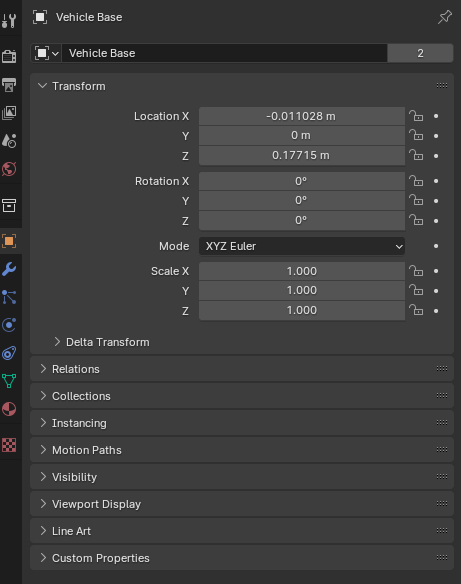 Vehicle Base
Vehicle Base 2
Transform
Location X -0.011028 m
Y 0 m
Z 0.17715 m
Rotation X 0°
Y 0°
Z 0°
Mode XYZ Euler
Scale X 1.000
Y 1.000
Z 1.000
Delta Transform
Relations
Collections
Instancing
Motion Paths
Visibility
Viewport Display
Line Art
Custom Properties